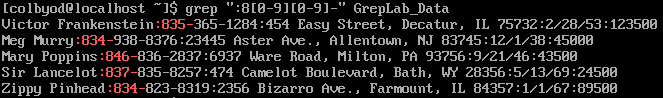 [colbyod@localhost ~]$ grep ":8[0-9][0-9]-" GrepLab_Data
Victor Frankenstein:835-365-1284:454 Easy Street, Decatur, IL 75732:2/28/53:123500
Meg Murry:834-938-8376:23445 Aster Ave., Allentown, NJ 83745:12/1/38:45000
Mary Poppins:846-836-2837:6937 Ware Road, Milton, PA 93756:9/21/46:43500
Sir Lancelot:837-835-8257:474 Camelot Boulevard, Bath, WY 28356:5/13/69:24500
Zippy Pinhead:834-823-8319:2356 Bizarro Ave., Farmount, IL 84357:1/1/67:89500